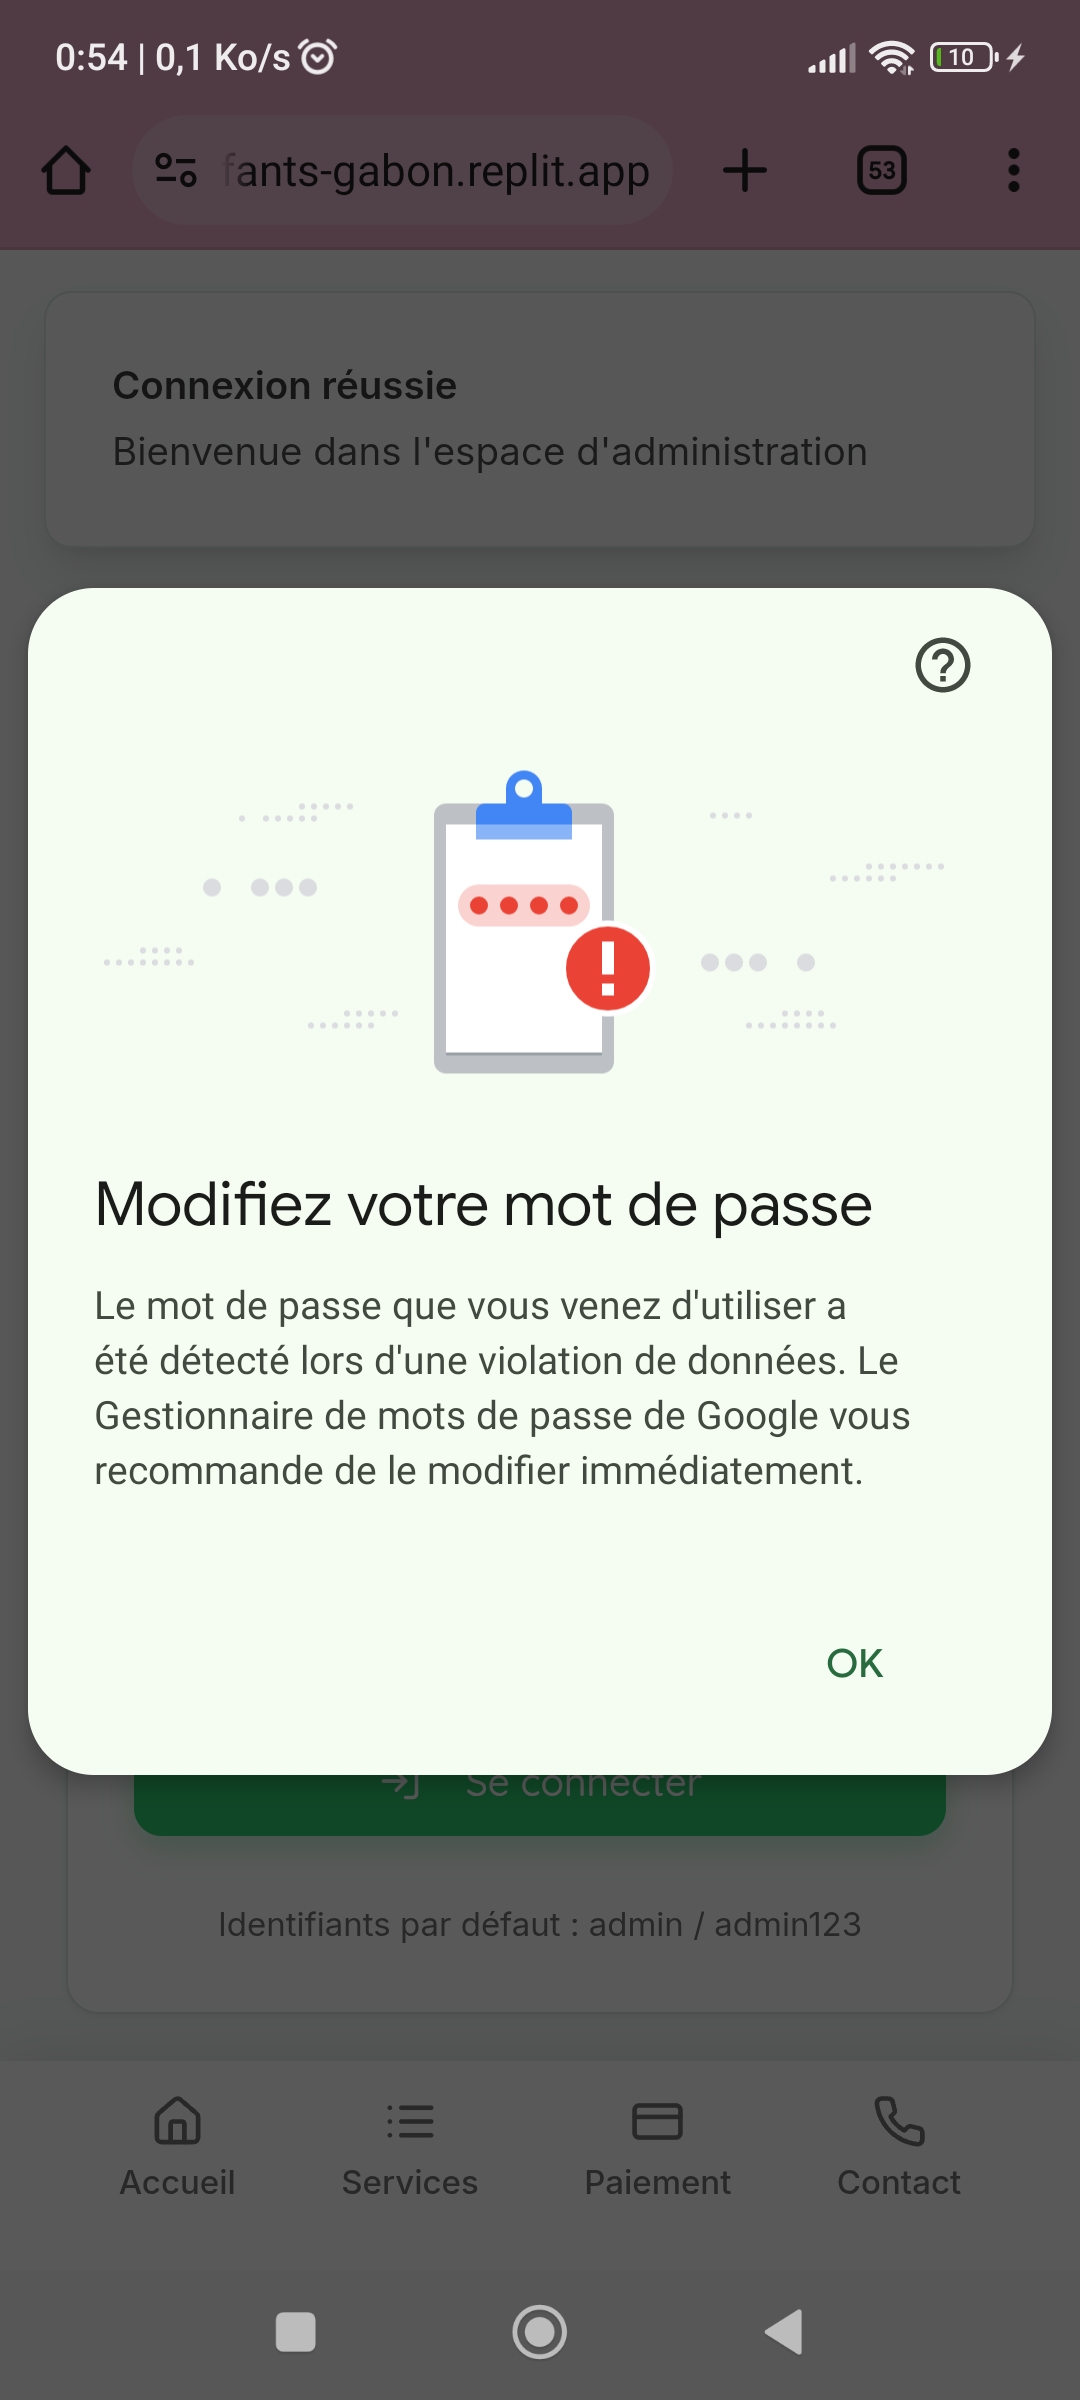 0:54 | 0,1 Ko/s
10
fants-gabon.replit.app
53
Connexion réussie
Bienvenue dans l'espace d'administration
Modifiez votre mot de passe
Le mot de passe que vous venez d'utiliser a
été détecté lors d'une violation de données. Le
Gestionnaire de mots de passe de Google vous
recommande de le modifier immédiatement.
OK
Se connecter
Identifiants par défaut : admin / admin123
Accueil
Services
Paiement
Contact